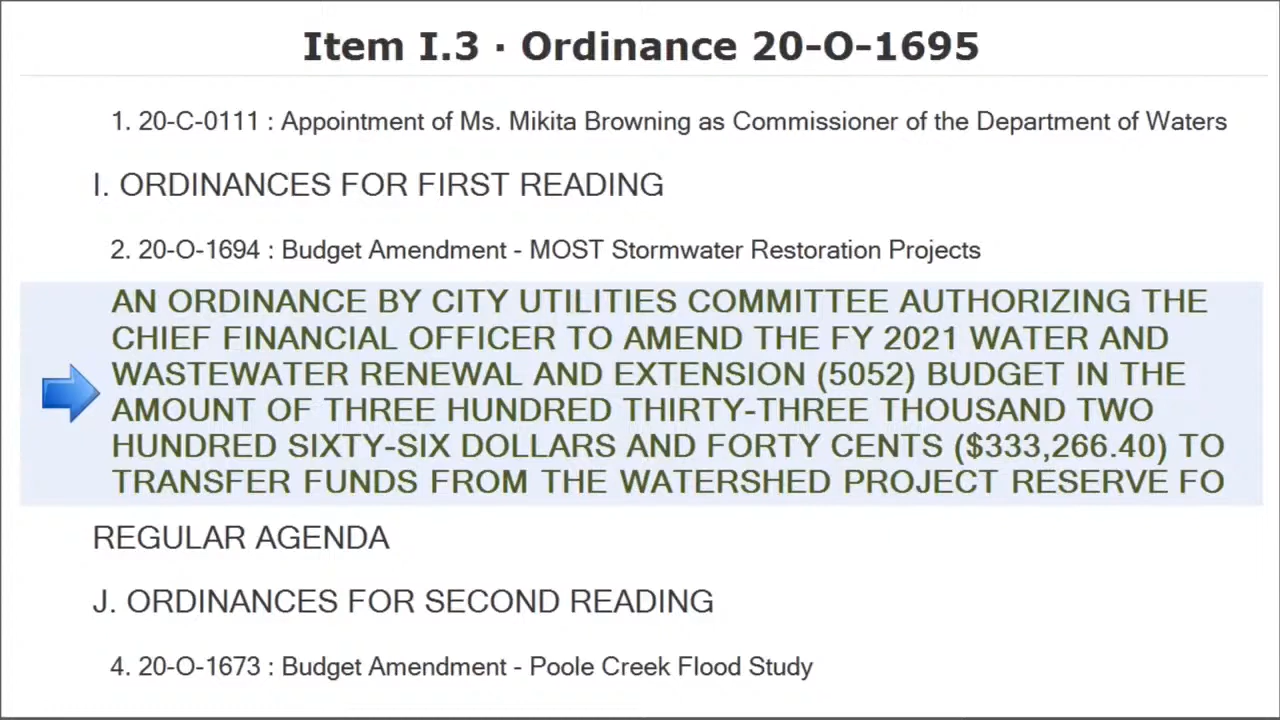 Item I.3 · Ordinance 20-O-1695
1. 20-C-0111 : Appointment of Ms. Mikita Browning as Commissioner of the Department of Waters
I. ORDINANCES FOR FIRST READING
2. 20-O-1694 : Budget Amendment - MOST Stormwater Restoration Projects
AN ORDINANCE BY CITY UTILITIES COMMITTEE AUTHORIZING THE
CHIEF FINANCIAL OFFICER TO AMEND THE FY 2021 WATER AND
WASTEWATER RENEWAL AND EXTENSION (5052) BUDGET IN THE
AMOUNT OF THREE HUNDRED THIRTY-THREE THOUSAND TWO
HUNDRED SIXTY-SIX DOLLARS AND FORTY CENTS ($333,266.40) TO
TRANSFER FUNDS FROM THE WATERSHED PROJECT RESERVE FO
REGULAR AGENDA
J. ORDINANCES FOR SECOND READING
4. 20-O-1673 : Budget Amendment - Poole Creek Flood Study